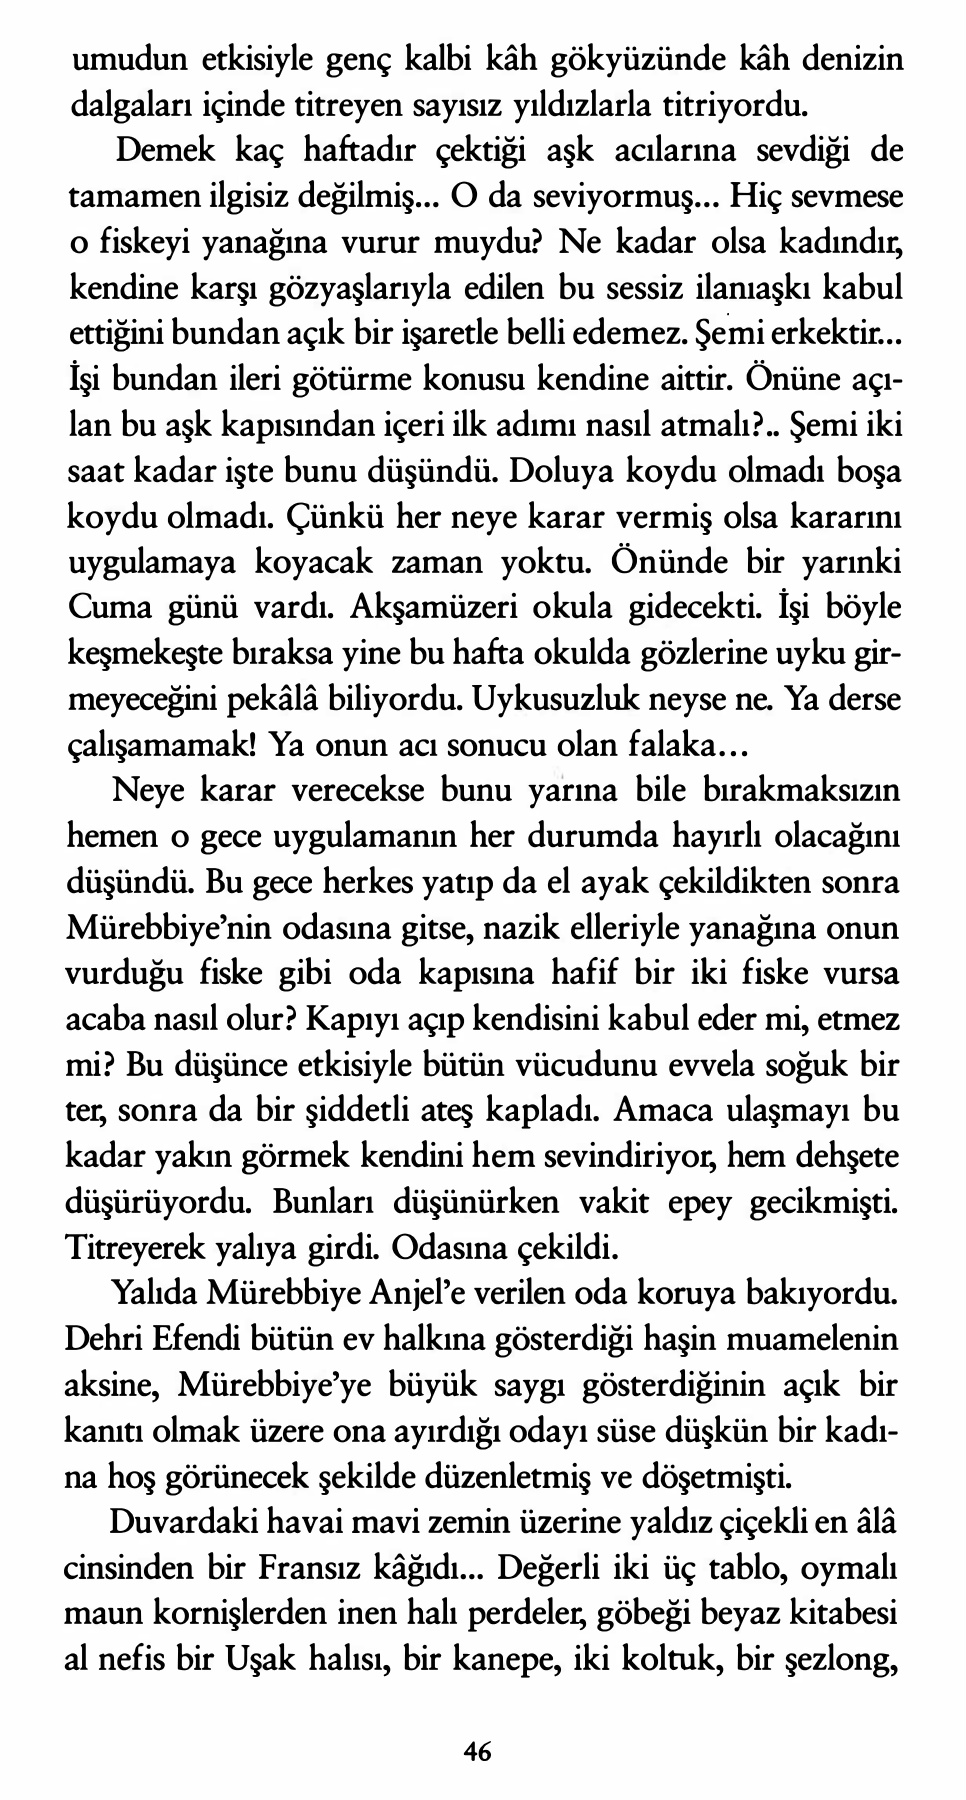 umudun etkisiyle genç kalbi kâh gökyüzünde kâh denizin
dalgaları içinde titreyen sayısız yıldızlarla titriyordu.
Demek kaç haftadır çektiği aşk acılarına sevdiği de
tamamen ilgisiz değilmiş... O da seviyormuş... Hiç sevmese
o fiskeyi yanağına vurur muydu? Ne kadar olsa kadındır,
kendine karşı gözyaşlarıyla edilen bu sessiz ilanıaşkı kabul
ettiğini bundan açık bir işaretle belli edemez. Şemi erkektir...
İşi bundan ileri götürme konusu kendine aittir. Önüne açı-
lan bu aşk kapısından içeri ilk adımı nasıl atmalı?.. Şemi iki
saat kadar işte bunu düşündü. Doluya koydu olmadı boşa
koydu olmadı. Çünkü her neye karar vermiş olsa kararını
uygulamaya koyacak zaman yoktu. Önünde bir yarınki
Cuma günü vardı. Akşamüzeri okula gidecekti. İşi böyle
keşmekeşte bıraksa yine bu hafta okulda gözlerine uyku gir-
meyeceğini pekâlâ biliyordu. Uykusuzluk neyse ne. Ya derse
çalışamamak! Ya onun acı sonucu olan falaka...
Neye karar verecekse bunu yarına bile bırakmaksızın
hemen o gece uygulamanın her durumda hayırlı olacağını
düşündü. Bu gece herkes yatıp da el ayak çekildikten sonra
Mürebbiye'nin odasına gitse, nazik elleriyle yanağına onun
vurduğu fiske gibi oda kapısına hafif bir iki fiske vursa
acaba nasıl olur? Kapıyı açıp kendisini kabul eder mi, etmez
mi? Bu düşünce etkisiyle bütün vücudunu evvela soğuk bir
ter, sonra da bir şiddetli ateş kapladı. Amaca ulaşmayı bu
kadar yakın görmek kendini hem sevindiriyor, hem dehşete
düşürüyordu. Bunları düşünürken vakit epey gecikmişti.
Titreyerek yalıya girdi. Odasına çekildi.
Yalıda Mürebbiye Anjel'e verilen oda koruya bakıyordu.
Dehri Efendi bütün ev halkına gösterdiği haşin muamelenin
aksine, Mürebbiye'ye büyük saygı gösterdiğinin açık bir
kanıtı olmak üzere ona ayırdığı odayı süse düşkün bir kadı-
na hoş görünecek şekilde düzenletmiş ve döşetmişti.
Duvardaki havai mavi zemin üzerine yaldız çiçekli en âlâ
cinsinden bir Fransız kâğıdı... Değerli iki üç tablo, oymalı
maun kornişlerden inen halı perdeler, göbeği beyaz kitabesi
al nefis bir Uşak halısı, bir kanepe, iki koltuk, bir şezlong,
46